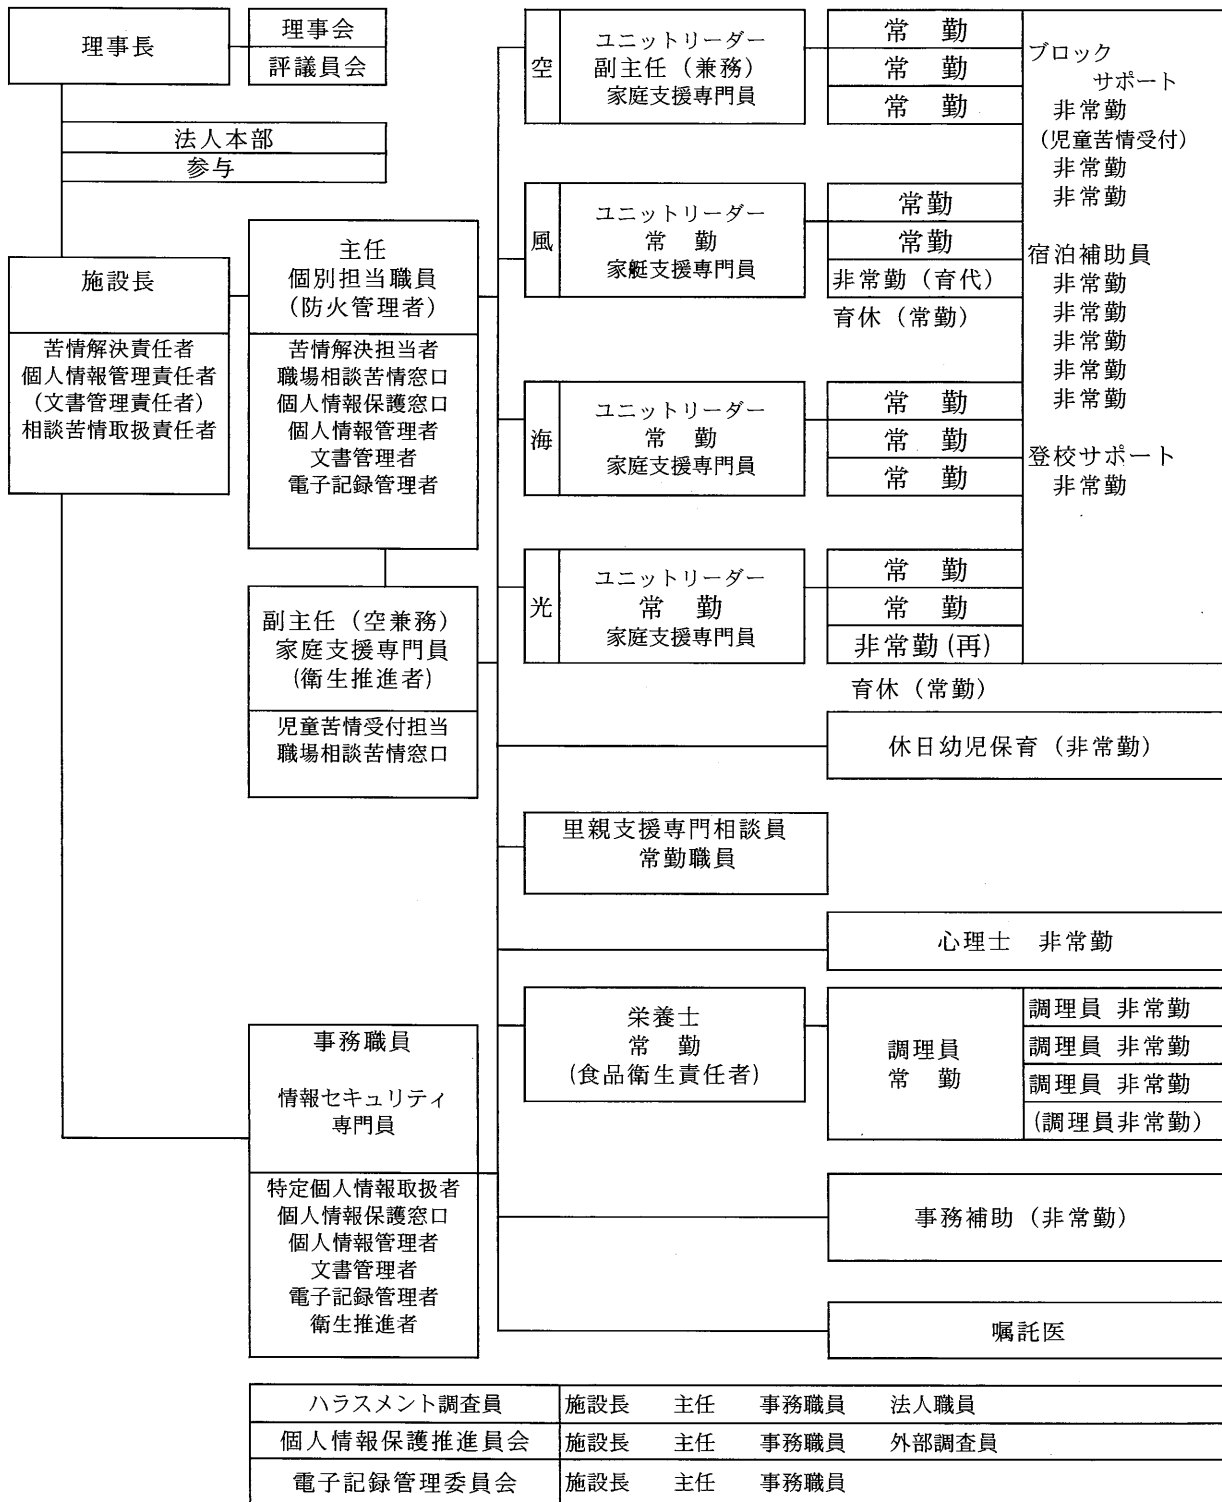 理事長
理事会
評議員会
法人本部
参与
施設長
苦情解決責任者
個人情報管理責任者
(文書管理責任者)
相談苦情取扱責任者
主任
個別担当職員
(防火管理者)
苦情解決担当者
職場相談苦情窓口
個人情報保護窓口
個人情報管理者
文書管理者
電子記録管理者
副主任（空兼務）
家庭支援専門員
(衛生推進者)
児童苦情受付担当
職場相談苦情窓口
事務職員
情報セキュリティ
専門員
特定個人情報取扱者
個人情報保護窓口
個人情報管理者
文書管理者
電子記録管理者
衛生推進者
空
ユニットリーダー
副主任（兼務）
家庭支援専門員
常　勤
常　勤
常　勤
風
ユニットリーダー
常　勤
家艇支援専門員
常勤
常勤
非常勤（育代）
育休（常勤）
海
ユニットリーダー
常　勤
家庭支援専門員
常　勤
常　勤
常　勤
光
ユニットリーダー
常　勤
家庭支援専門員
常　勤
常　勤
非常勤(再)
育休（常勤）
ブロック
サポート
非常勤
(児童苦情受付)
非常勤
非常勤
宿泊補助員
非常勤
非常勤
非常勤
非常勤
非常勤
登校サポート
非常勤
休日幼児保育（非常勤）
里親支援専門相談員
常勤職員
心理士　非常勤
栄養士
常　勤
(食品衛生責任者)
調理員
常　勤
調理員 非常勤
調理員 非常勤
調理員 非常勤
(調理員非常勤)
事務補助（非常勤）
嘱託医
ハラスメント調査員　施設長　主任　事務職員　法人職員
個人情報保護推進員会　施設長　主任　事務職員　外部調査員
電子記録管理委員会　施設長　主任　事務職員